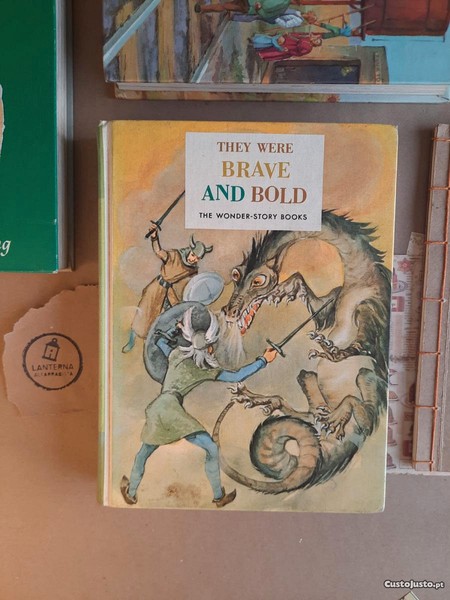 THEY WERE
BRAVE
AND BOLD
THE WONDER-STORY BOOKS
LANTERNA
CustoJusto.pt